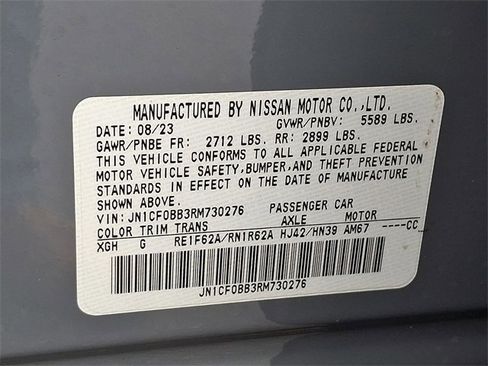 MANUFACTURED BY NISSAN MOTOR CO.,LTD.
DATE: 08/23 GVWR/PNBV: 5589 LBS.
GAWR/PNBE FR: 2712 LBS. RR: 2899 LBS.
THIS VEHICLE CONFORMS TO ALL APPLICABLE FEDERAL
MOTOR VEHICLE SAFETY, BUMPER, AND THEFT PREVENTION
STANDARDS IN EFFECT ON THE DATE OF MANUFACTURE
SHOWN ABOVE.
VIN: JN1CF0BB3RM730276 PASSENGER CAR
COLOR TRIM TRANS AXLE MOTOR
XGH G RE1F62A/RN1R62A HJ42/HN39 AM67 ----CC
JN1CF0BB3RM730276